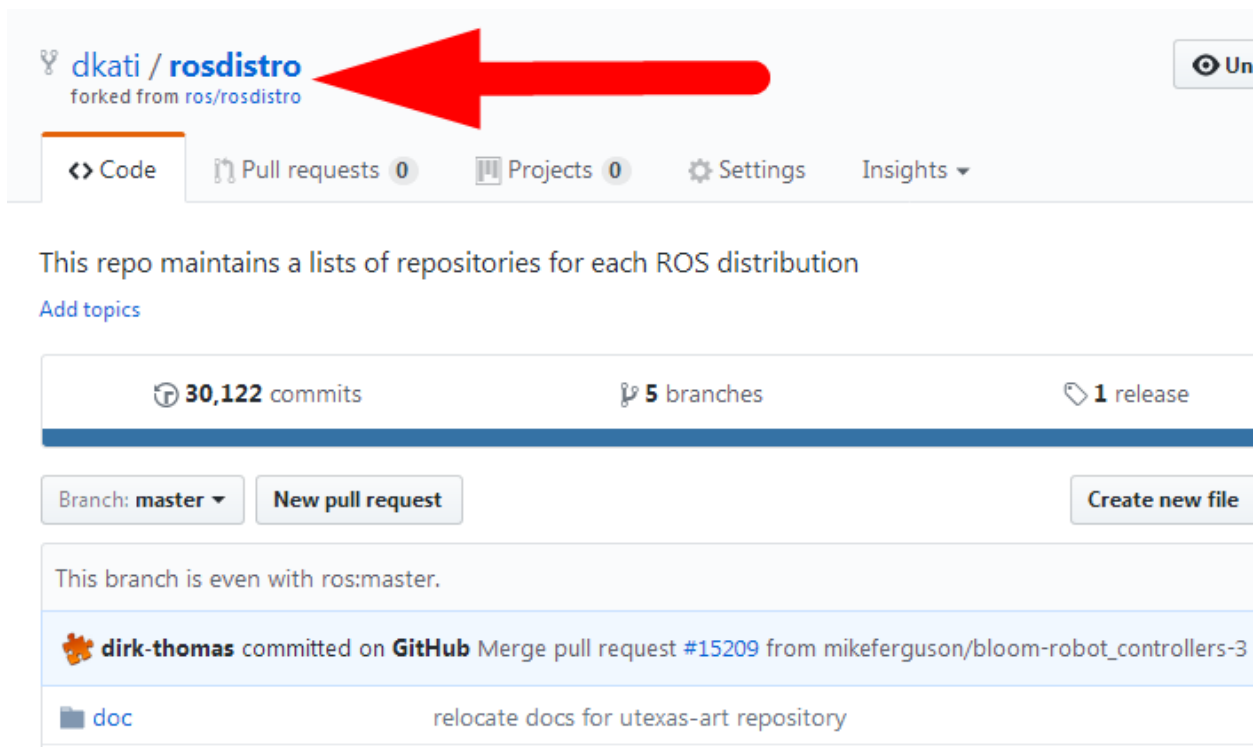 dkati / rosdistro
Un
forked from ros/rosdistro
Code Pull requests 0 Projects 0 Settings Insights
This repo maintains a lists of repositories for each ROS distribution
Add topics
30,122 commits 5 branches 1 release
Branch: master New pull request Create new file
This branch is even with ros:master.
dirk-thomas committed on GitHub Merge pull request #15209 from mikeferguson/bloom-robot_controllers-3
doc relocate docs for utexas-art repository